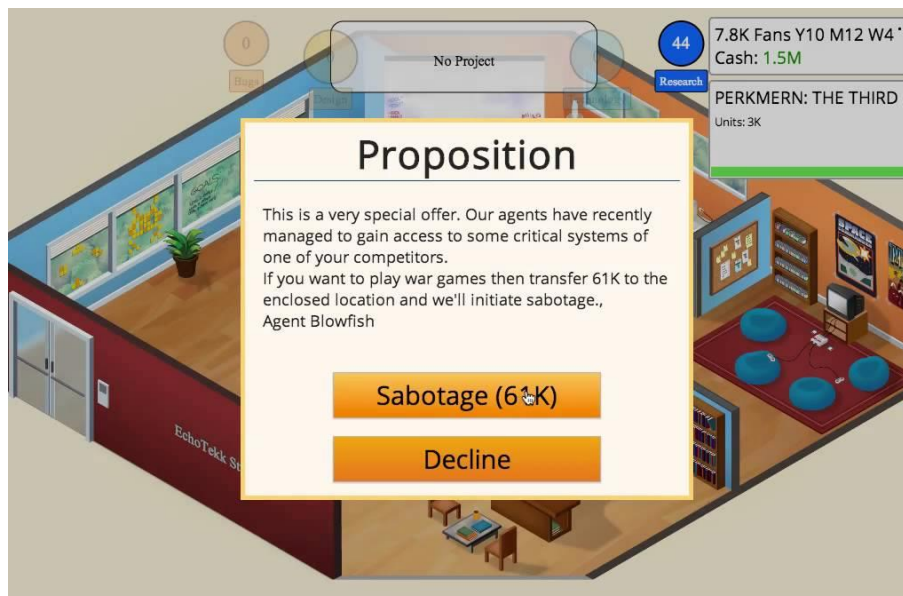 0
Bugs
No Project
Design
44
Research
7.8K Fans Y10 M12 W4
Cash: 1.5M
PERKMERN: THE THIRD
Units: 3K
Proposition
This is a very special offer. Our agents have recently
managed to gain access to some critical systems of
one of your competitors.
If you want to play war games then transfer 61K to the
enclosed location and we'll initiate sabotage.,
Agent Blowfish
Sabotage (61K)
Decline
GOALS
SPACE
EchoTekk St